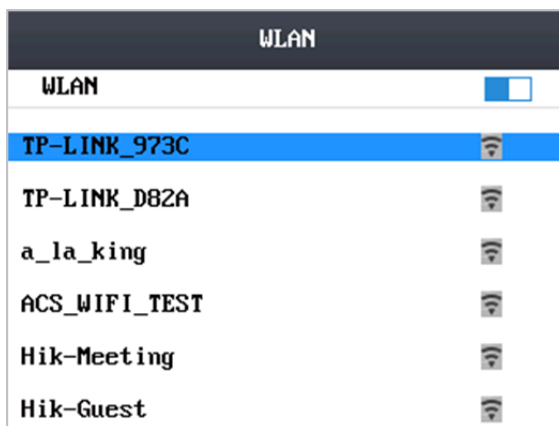 WLAN
WLAN
TP-LINK_973C
TP-LINK_D82A
a_la_king
ACS_WIFI_TEST
Hik-Meeting
Hik-Guest